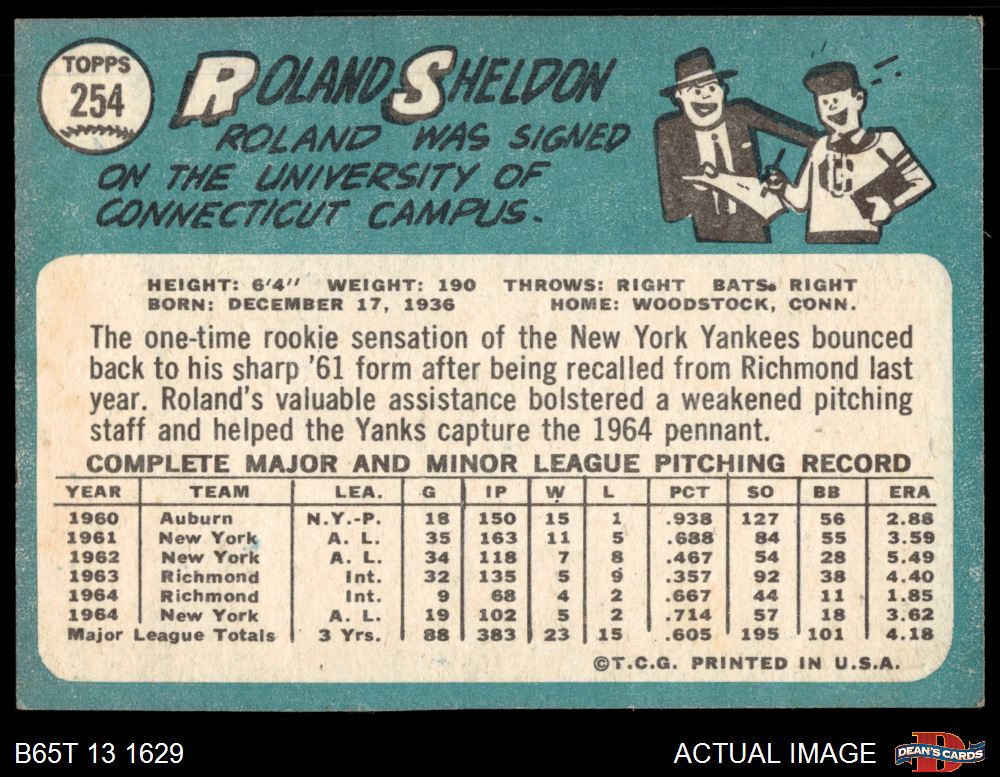 TOPPS
254
ROLAND SHELDON
ROLAND WAS SIGNED
ON THE UNIVERSITY OF
CONNECTICUT CAMPUS.
C
HEIGHT: 6'4" WEIGHT: 190 THROWS: RIGHT BATS. RIGHT
BORN: DECEMBER 17, 1936 HOME: WOODSTOCK, CONN.
The one-time rookie sensation of the New York Yankees bounced
back to his sharp '61 form after being recalled from Richmond last
year. Roland's valuable assistance bolstered a weakened pitching
staff and helped the Yanks capture the 1964 pennant.
COMPLETE MAJOR AND MINOR LEAGUE PITCHING RECORD
YEAR TEAM LEA. G IP W L PCT SO BB ERA
1960 Auburn N.Y.-P. 18 150 15 1 .938 127 56 2.88
1961 New York A. L. 35 163 11 5 .688 84 55 3.59
1962 New York A. L. 34 118 7 8 .467 54 28 5.49
1963 Richmond Int. 32 135 5 9 .357 92 38 4.40
1964 Richmond Int. 9 68 4 2 .667 44 11 1.85
1964 New York A. L. 19 102 5 2 .714 57 18 3.62
Major League Totals 3 Yrs. 88 383 23 15 .605 195 101 4.18
©T.C.G. PRINTED IN U.S.A.
B65T 13 1629 ACTUAL IMAGE D DEAN'S CARDS